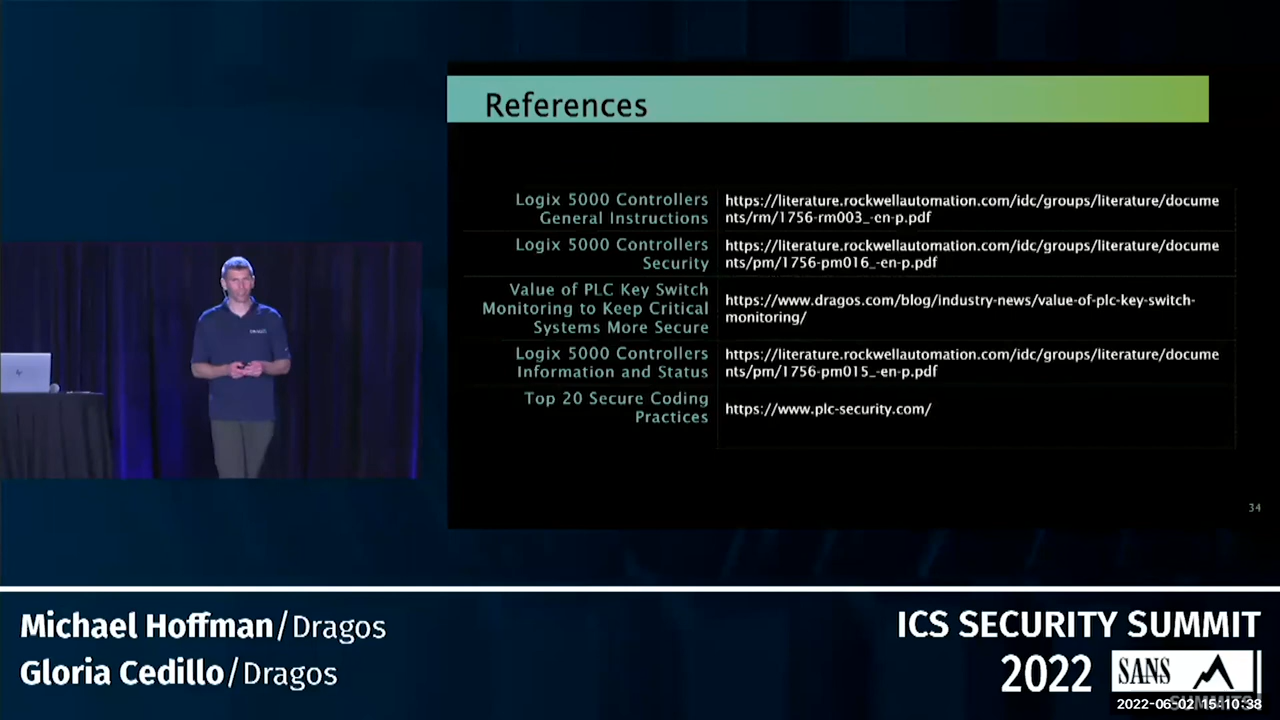 References
Logix 5000 Controllers
General Instructions
https://literature.rockwellautomation.com/idc/groups/literature/docume
nts/rm/1756-rm003_-en-p.pdf
Logix 5000 Controllers
Security
https://literature.rockwellautomation.com/idc/groups/literature/docume
nts/pm/1756-pm016_-en-p.pdf
Value of PLC Key Switch
Monitoring to Keep Critical
Systems More Secure
https://www.dragos.com/blog/industry-news/value-of-plc-key-switch-
monitoring/
Logix 5000 Controllers
Information and Status
https://literature.rockwellautomation.com/idc/groups/literature/docume
nts/pm/1756-pm015_-en-p.pdf
Top 20 Secure Coding
Practices
https://www.plc-security.com/
34
Michael Hoffman/Dragos
Gloria Cedillo/Dragos
ICS SECURITY SUMMIT
2022
SANS
SUMMITS
2022-06-02 15:10:38